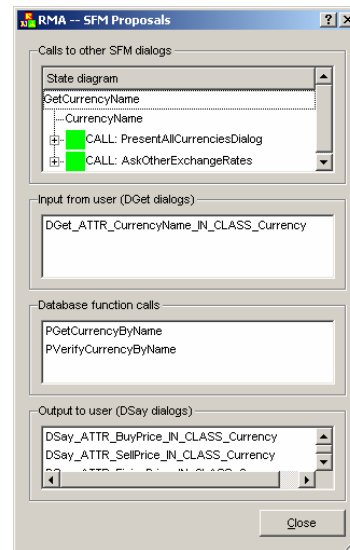 RMA -- SFM Proposals
Calls to other SFM dialogs
State diagram
GetCurrencyName
CurrencyName
CALL: PresentAllCurrenciesDialog
CALL: AskOtherExchangeRates
Input from user (DGet dialogs)
DGet_ATTR_CurrencyName_IN_CLASS_Currency
Database function calls
PGetCurrencyByName
PVerifyCurrencyByName
Output to user (DSay dialogs)
DSay_ATTR_BuyPrice_IN_CLASS_Currency
DSay_ATTR_SellPrice_IN_CLASS_Currency
Close